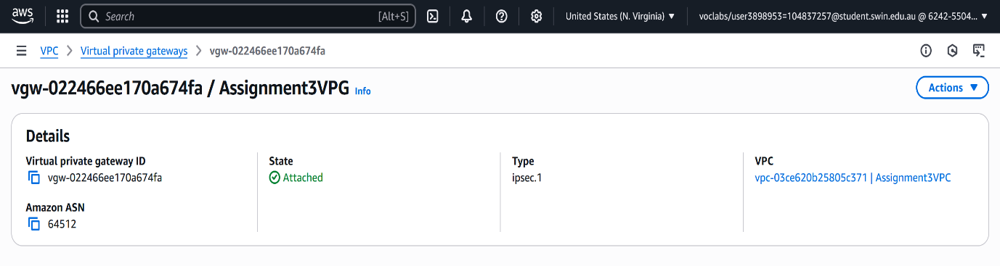 aws Search [Alt+S] United States (N. Virginia) voclabs/user3898953=104837257@student.swin.edu.au @ 6242-5504...
VPC > Virtual private gateways > vgw-022466ee170a674fa
vgw-022466ee170a674fa / Assignment3VPG Info
Actions
Details
Virtual private gateway ID
vgw-022466ee170a674fa
State
Attached
Type
ipsec.1
VPC
vpc-03ce620b25805c371 | Assignment3VPC
Amazon ASN
64512